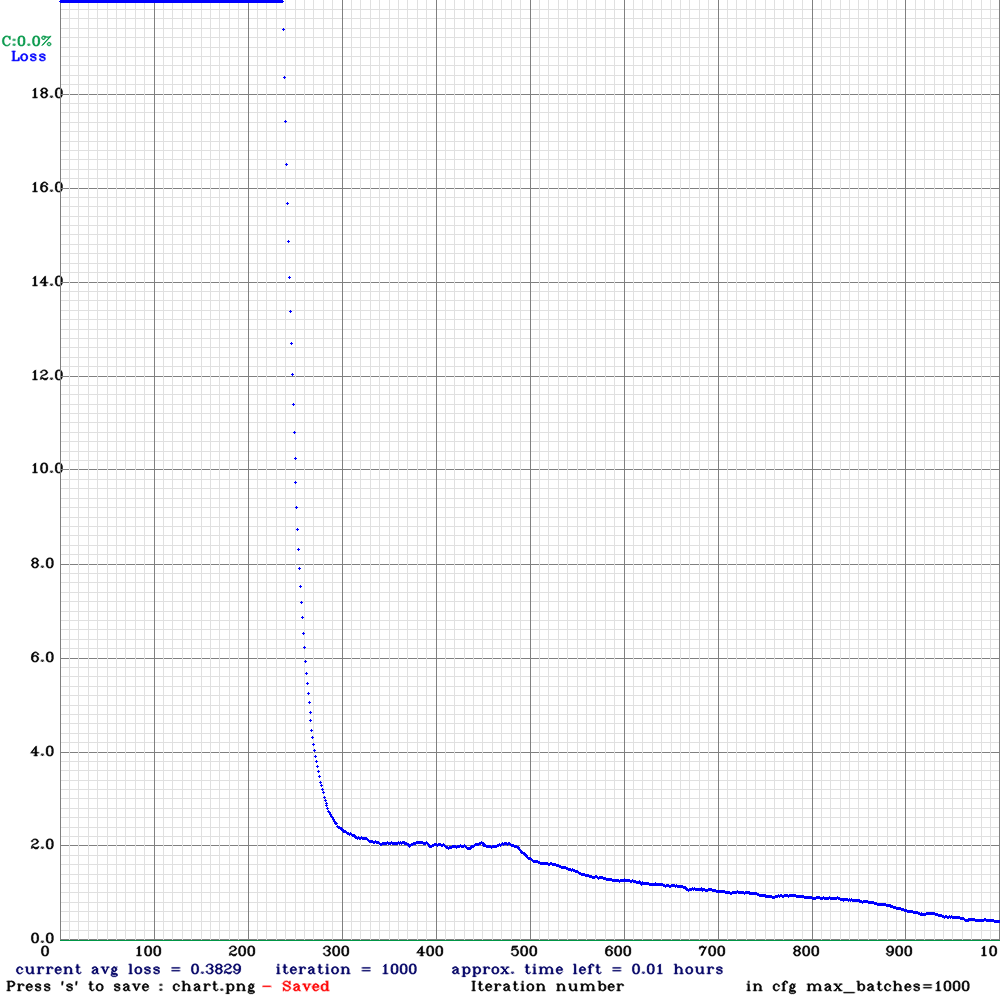 C:0.0%
Loss
18.0
16.0
14.0
12.0
10.0
8.0
6.0
4.0
2.0
0.0
0 100 200 300 400 500 600 700 800 900 10
current avg loss = 0.3829 iteration = 1000 approx. time left = 0.01 hours
Press 's' to save : chart.png - Saved Iteration number in cfg max_batches=1000